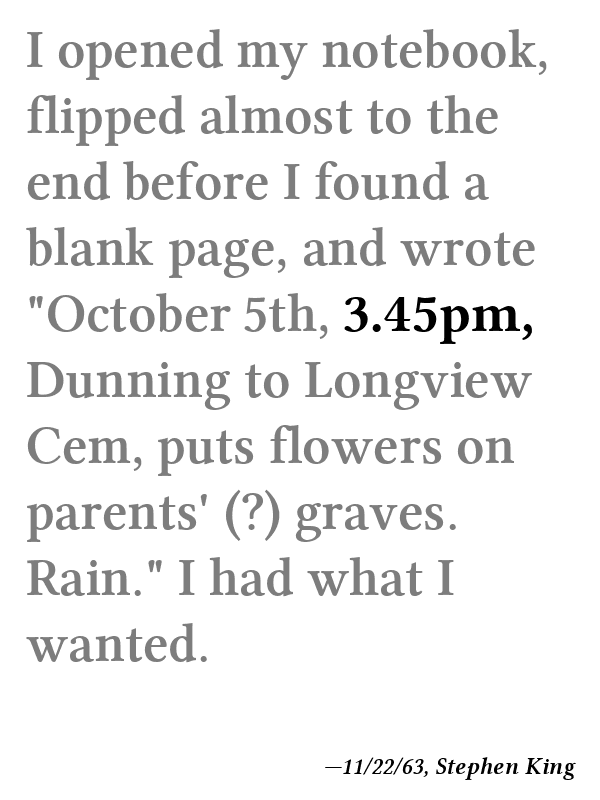 I opened my notebook,
flipped almost to the
end before I found a
blank page, and wrote
"October 5th, 3.45pm,
Dunning to Longview
Cem, puts flowers on
parents' (?) graves.
Rain." I had what I
wanted.
—11/22/63, Stephen King